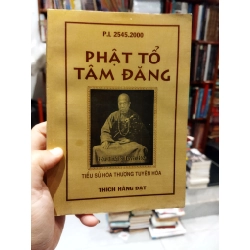 P.L 2545.2000
PHẬT TỔ
TÂM ĐĂNG
TIỂU SỬ HÒA THƯỢNG TUYÊN HÓA
THÍCH HẰNG ĐẠT